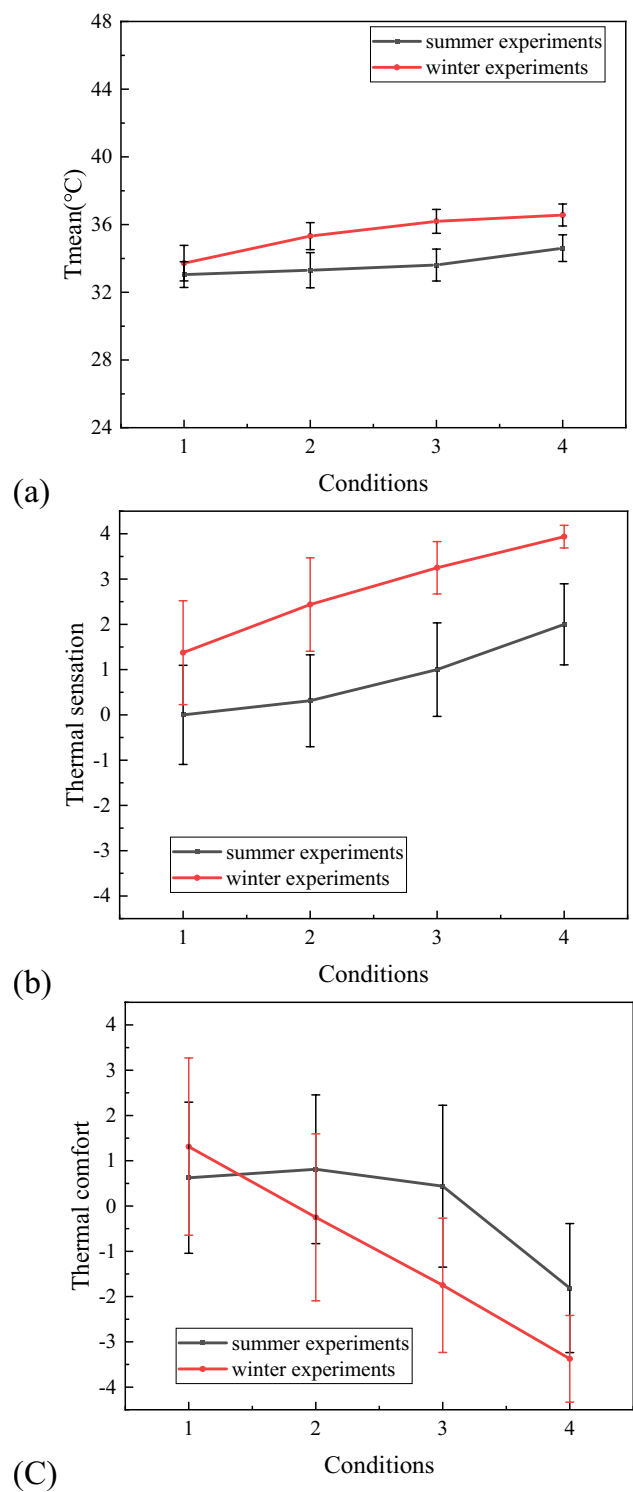 48
44
40
36
32
28
24
Tmean(°C)
summer experiments
winter experiments
1 2 3 4
Conditions
(a)
4
3
2
1
0
-1
-2
-3
-4
Thermal sensation
summer experiments
winter experiments
1 2 3 4
Conditions
(b)
4
3
2
1
0
-1
-2
-3
-4
Thermal comfort
summer experiments
winter experiments
1 2 3 4
Conditions
(C)